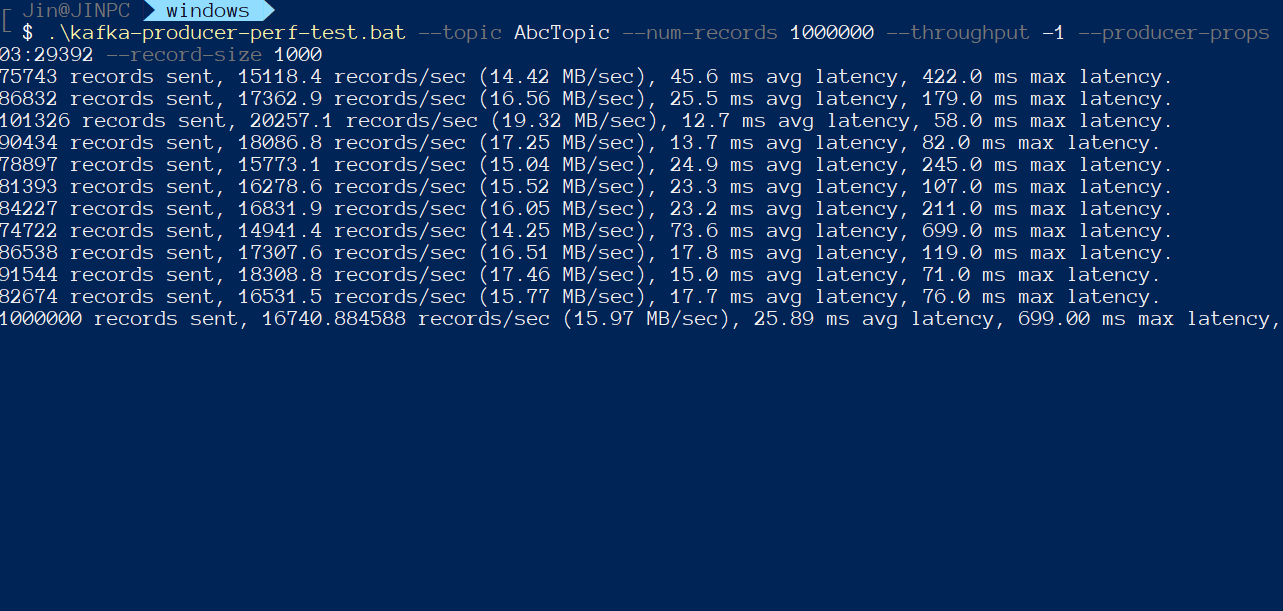 Jin@JINPC windows
$ .\kafka-producer-perf-test.bat --topic AbcTopic --num-records 1000000 --throughput -1 --producer-props
03:29392 --record-size 1000
75743 records sent, 15118.4 records/sec (14.42 MB/sec), 45.6 ms avg latency, 422.0 ms max latency.
86832 records sent, 17362.9 records/sec (16.56 MB/sec), 25.5 ms avg latency, 179.0 ms max latency.
101326 records sent, 20257.1 records/sec (19.32 MB/sec), 12.7 ms avg latency, 58.0 ms max latency.
90434 records sent, 18086.8 records/sec (17.25 MB/sec), 13.7 ms avg latency, 82.0 ms max latency.
78897 records sent, 15773.1 records/sec (15.04 MB/sec), 24.9 ms avg latency, 245.0 ms max latency.
81393 records sent, 16278.6 records/sec (15.52 MB/sec), 23.3 ms avg latency, 107.0 ms max latency.
84227 records sent, 16831.9 records/sec (16.05 MB/sec), 23.2 ms avg latency, 211.0 ms max latency.
74722 records sent, 14941.4 records/sec (14.25 MB/sec), 73.6 ms avg latency, 699.0 ms max latency.
86538 records sent, 17307.6 records/sec (16.51 MB/sec), 17.8 ms avg latency, 119.0 ms max latency.
91544 records sent, 18308.8 records/sec (17.46 MB/sec), 15.0 ms avg latency, 71.0 ms max latency.
82674 records sent, 16531.5 records/sec (15.77 MB/sec), 17.7 ms avg latency, 76.0 ms max latency.
1000000 records sent, 16740.884588 records/sec (15.97 MB/sec), 25.89 ms avg latency, 699.00 ms max latency,